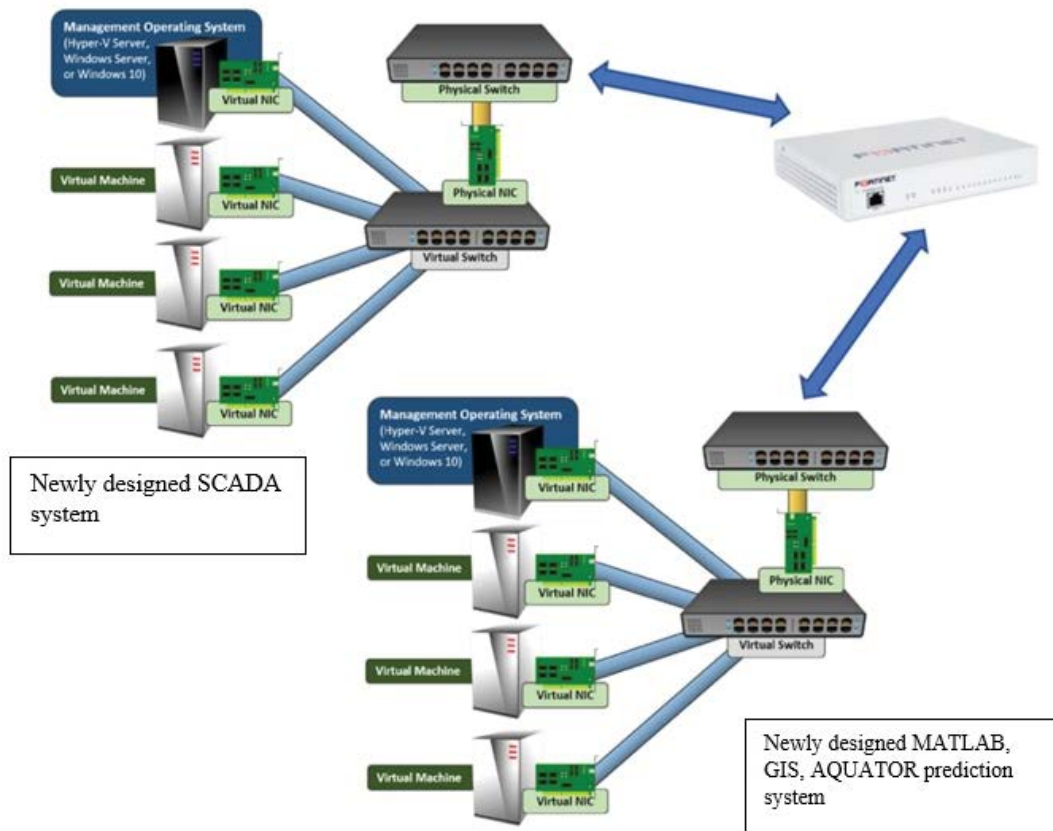 Management Operating System
(Hyper-V Server,
Windows Server,
or Windows 10)
Virtual NIC
Physical Switch
Physical NIC
Virtual Machine
Virtual NIC
Virtual Switch
Virtual Machine
Virtual NIC
Virtual Machine
Virtual NIC
FORTINET
FORTINET
Newly designed SCADA
system
Management Operating System
(Hyper-V Server,
Windows Server,
or Windows 10)
Virtual NIC
Physical Switch
Physical NIC
Virtual Machine
Virtual NIC
Virtual Switch
Virtual Machine
Virtual NIC
Virtual Machine
Virtual NIC
Newly designed MATLAB,
GIS, AQUATOR prediction
system